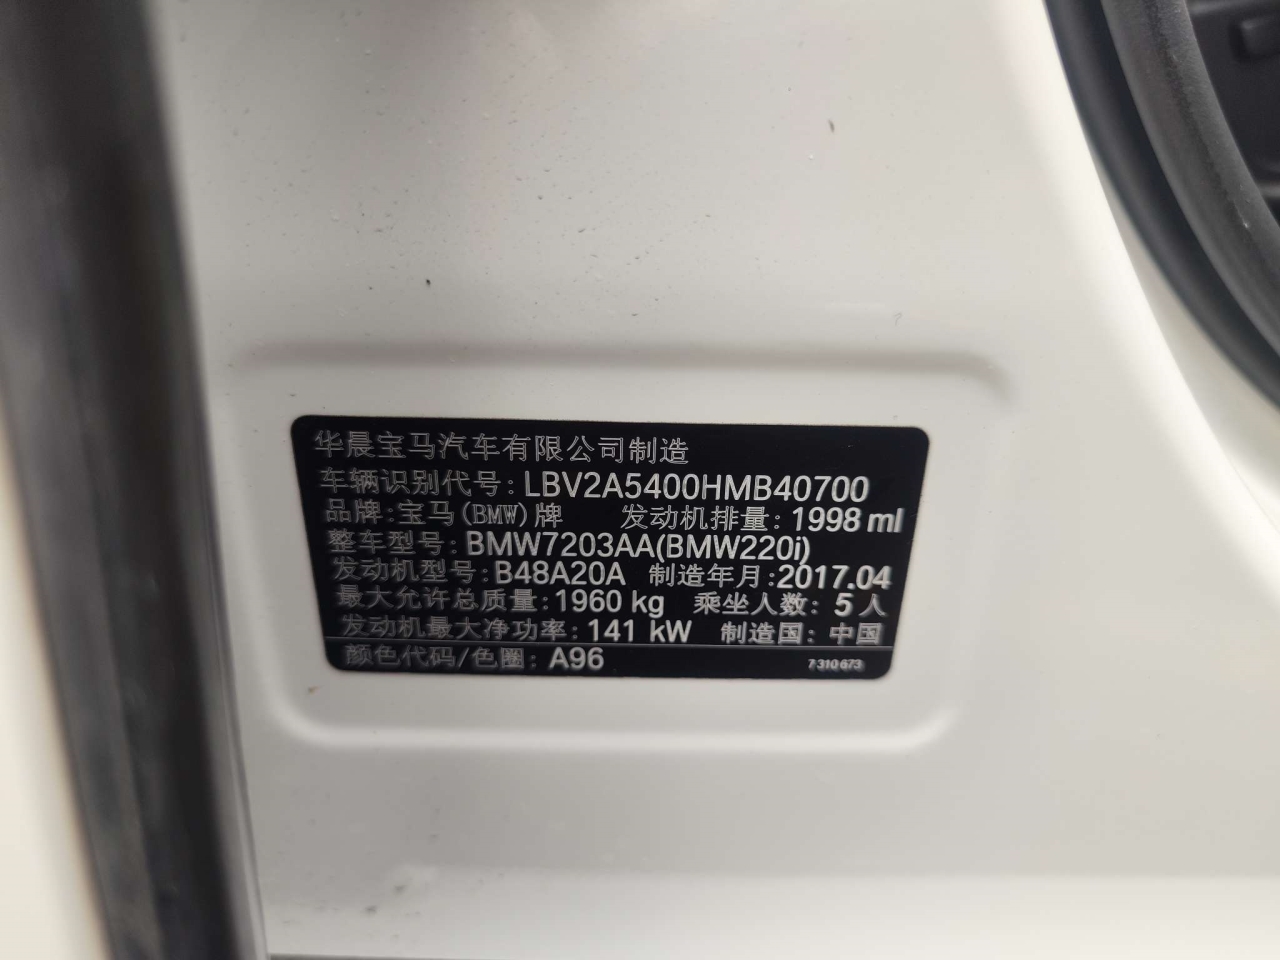 华晨宝马汽车有限公司制造
车辆识别代号: LBV2A5400HMB40700
品牌:宝马(BMW)牌 发动机排量: 1998 ml
整车型号: BMW7203AA(BMW220i)
发动机型号: B48A20A 制造年月:2017.04
最大允许总质量: 1960 kg 乘坐人数: 5 人
发动机最大净功率: 141 kW 制造国: 中国
颜色代码/色圈: A96 7 310 673